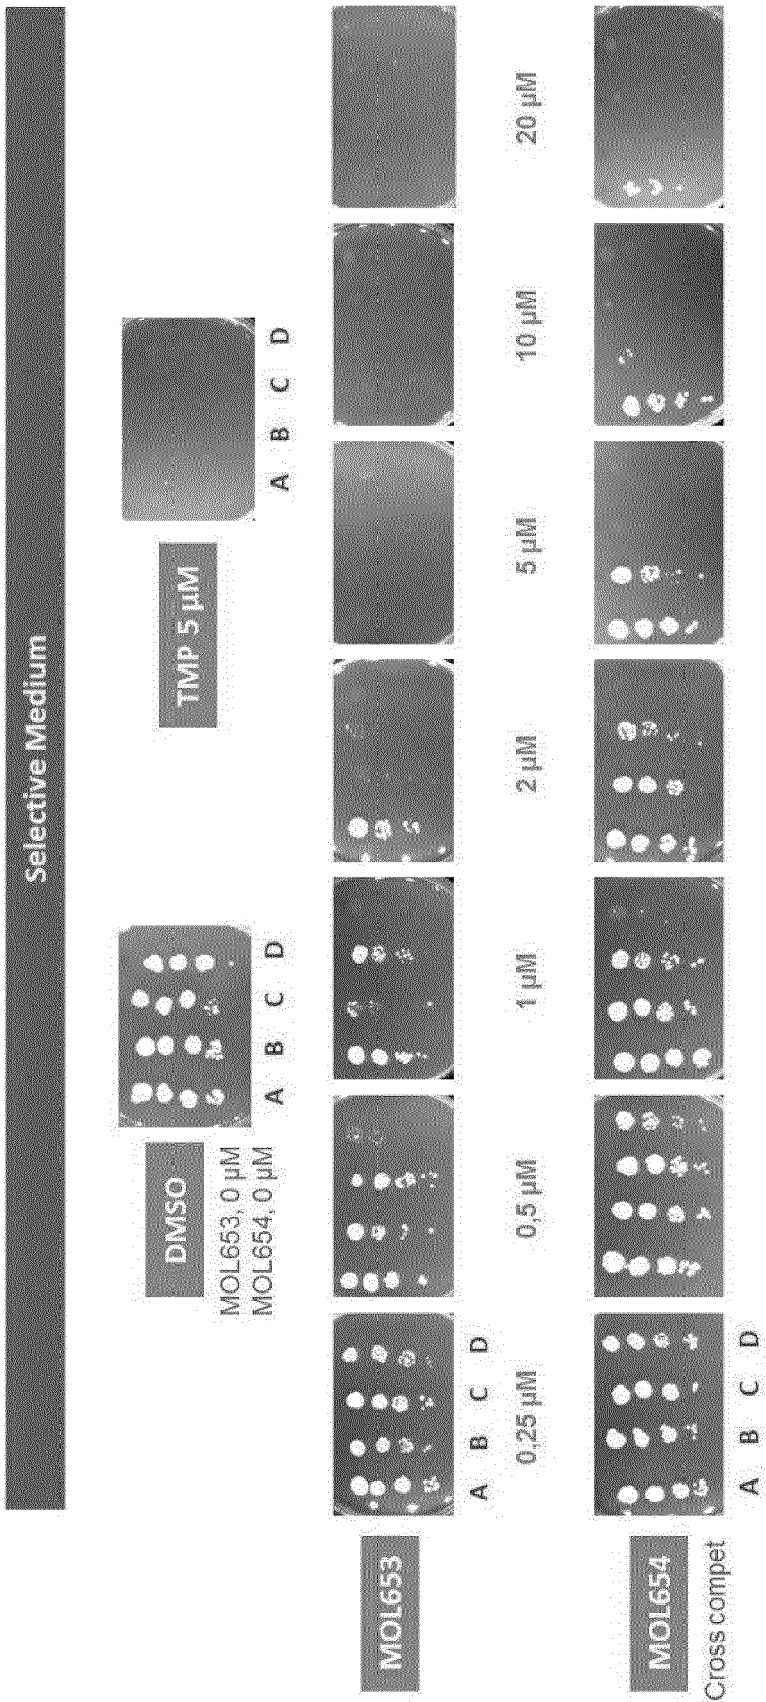 Selective Medium
DMSO
MOL653, 0 µM
MOL654, 0 µM
A B C D
TMP 5 µM
A B C D
MOL653
A B C D
0,25 µM 0,5 µM 1 µM 2 µM 5 µM 10 µM 20 µM
MOL654
Cross compet
A B C D